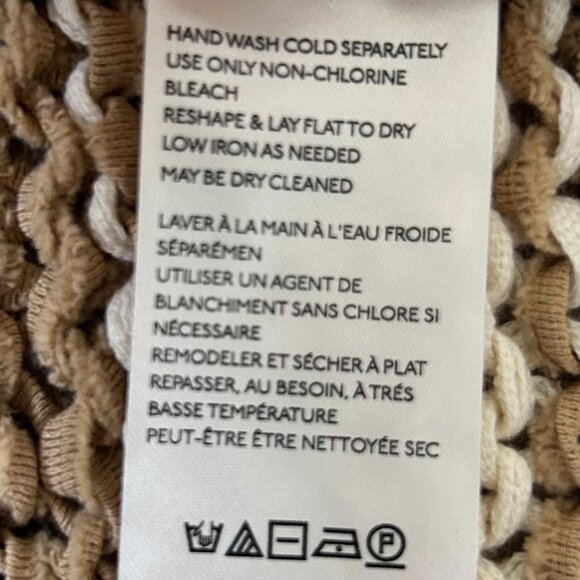 HAND WASH COLD SEPARATELY
USE ONLY NON-CHLORINE
BLEACH
RESHAPE & LAY FLAT TO DRY
LOW IRON AS NEEDED
MAY BE DRY CLEANED
LAVER À LA MAIN À L'EAU FROIDE
SÉPARÉMEN
UTILISER UN AGENT DE
BLANCHIMENT SANS CHLORE SI
NÉCESSAIRE
REMODELER ET SÉCHER À PLAT
REPASSER, AU BESOIN, À TRÉS
BASSE TEMPÉRATURE
PEUT-ÊTRE ÊTRE NETTOYÉE SEC
P